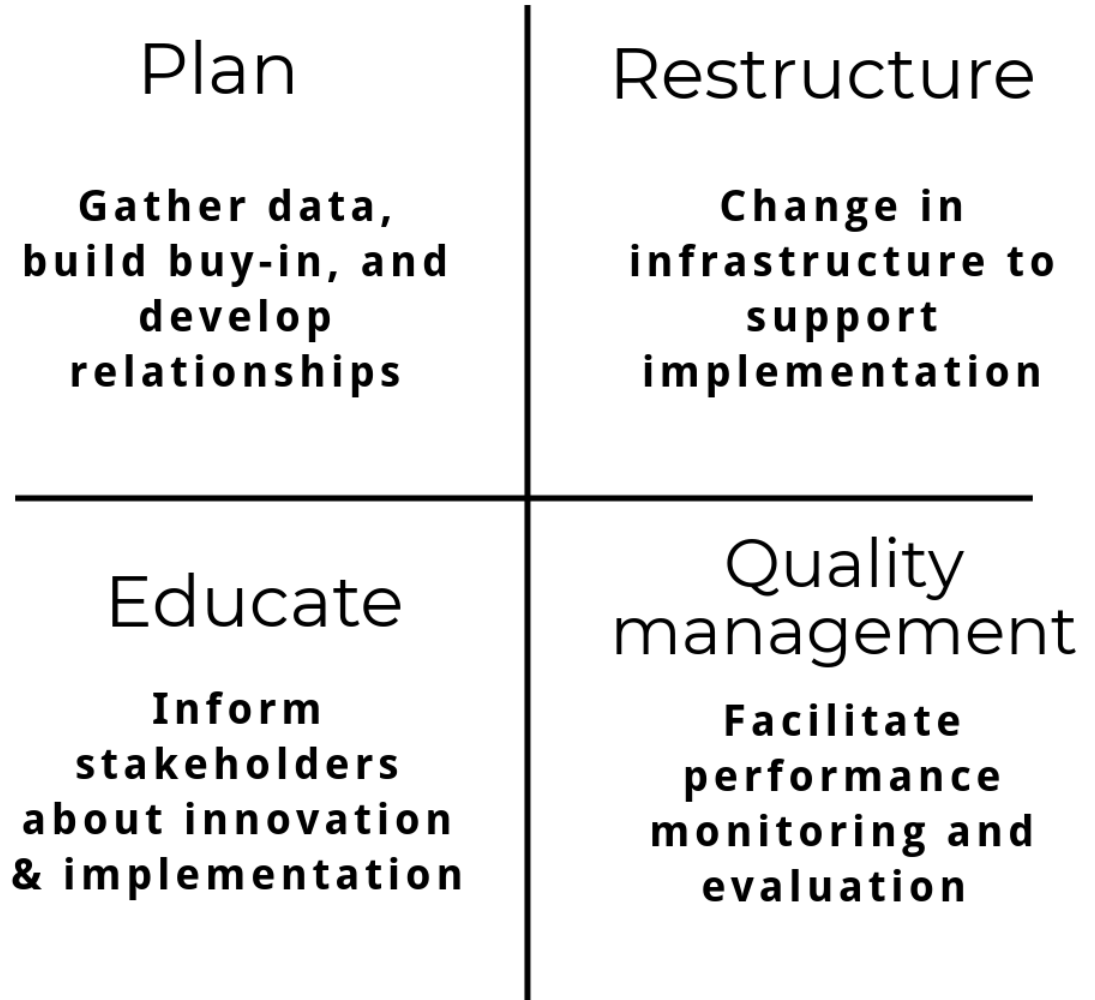 Plan
Gather data,
build buy-in, and
develop
relationships
Restructure
Change in
infrastructure to
support
implementation
Educate
Inform
stakeholders
about innovation
& implementation
Quality
management
Facilitate
performance
monitoring and
evaluation